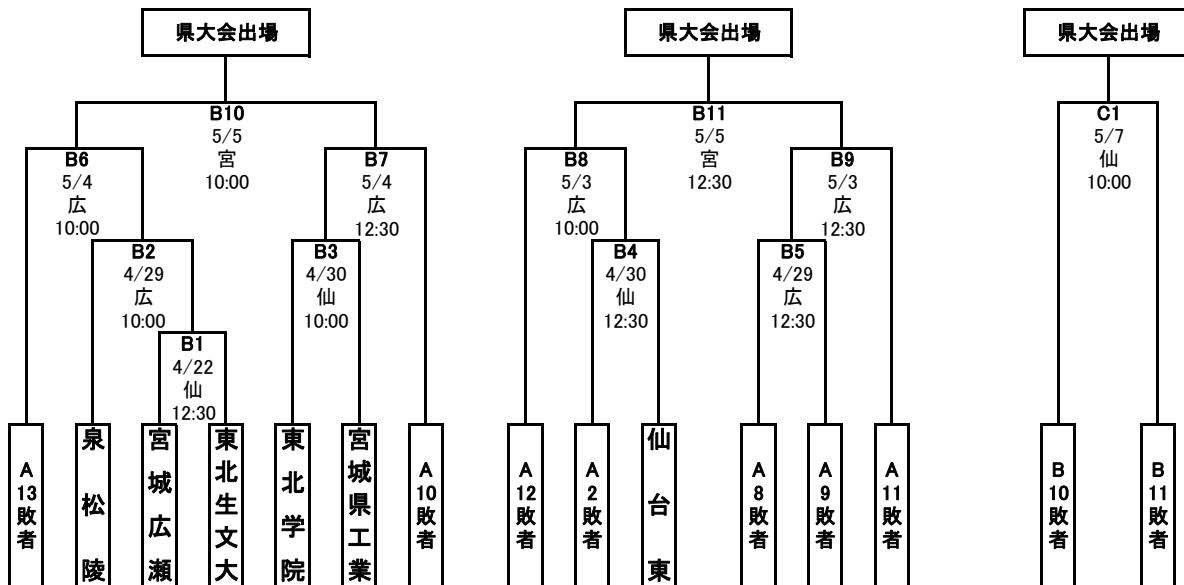 県大会出場
県大会出場
県大会出場
B10
5/5
宮
10:00
B11
5/5
宮
12:30
C1
5/7
仙
10:00
B6
5/4
広
10:00
B7
5/4
広
12:30
B8
5/3
広
10:00
B9
5/3
広
12:30
B2
4/29
広
10:00
B3
4/30
仙
10:00
B4
4/30
仙
12:30
B5
4/29
広
12:30
B1
4/22
仙
12:30
A13敗者
泉松陵
宮城広瀬
東北生文大
東北学院
宮城県工業
A10敗者
A12敗者
A2敗者
仙台東
A8敗者
A9敗者
A11敗者
B10敗者
B11敗者